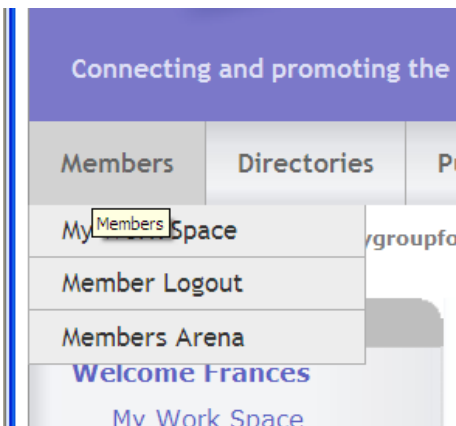 Connecting and promoting the
Members Directories
Members
My Work Space
Member Logout
Members Arena
Welcome Frances
My Work Space